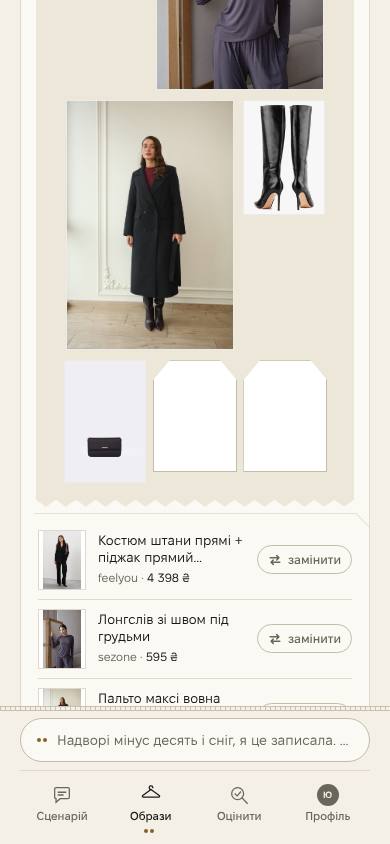 Костюм штани прямі +
піджак прямий...
feelyou · 4 398 ₴
замінити
Лонгслів зі швом під
грудьми
sezone · 595 ₴
замінити
Пальто максі вовна
Надворі мінус десять і сніг, я це записала. ...
Сценарій
Образи
Оцінити
Ю
Профіль